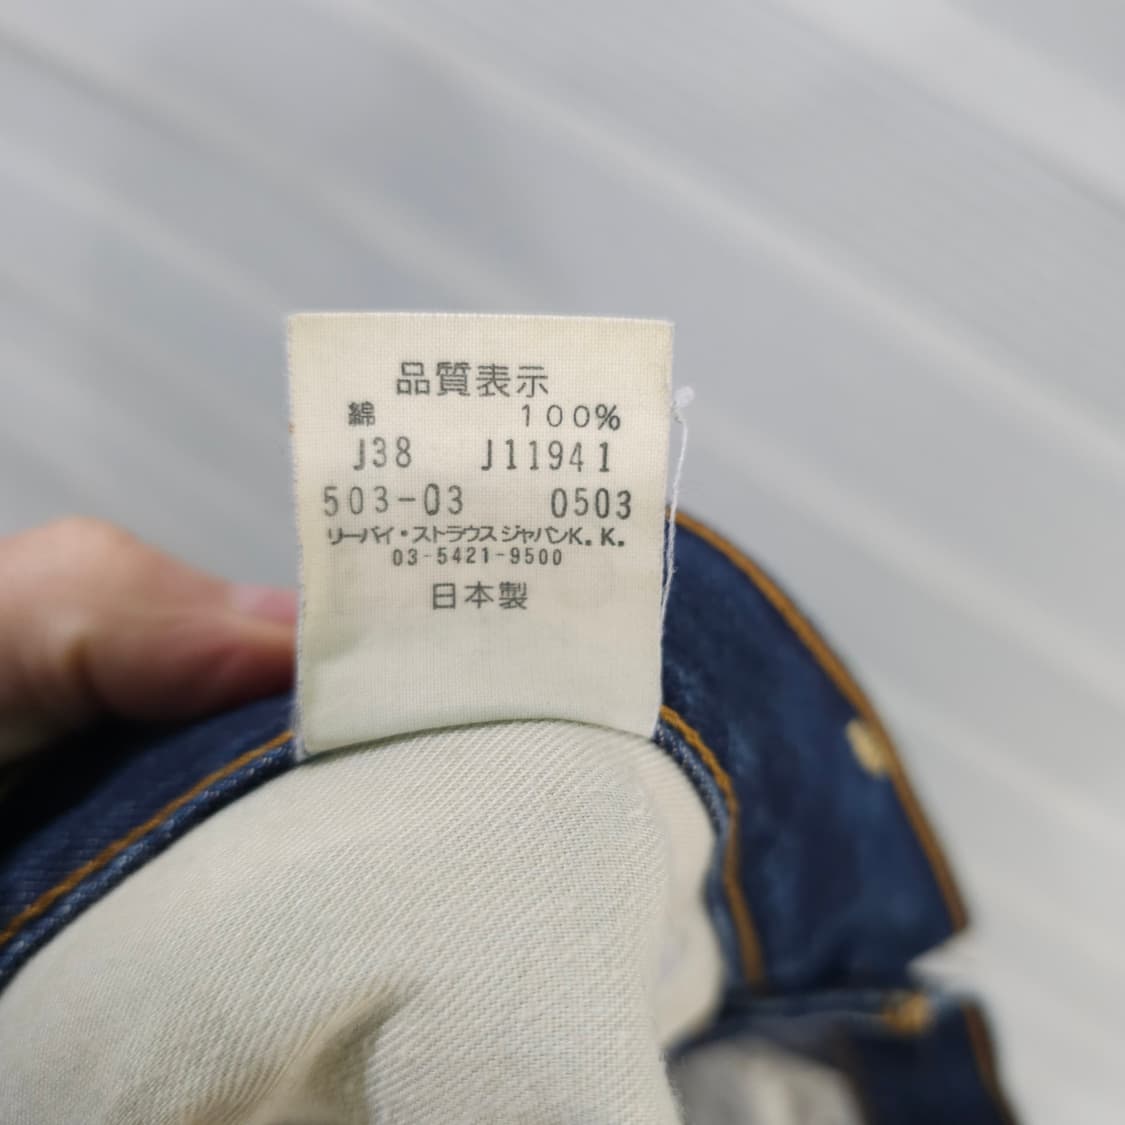 品質表示
綿 100%
J38 J11941
503-03 0503
リーバイ・ストラウス ジャパンK.K.
03-5421-9500
日本製